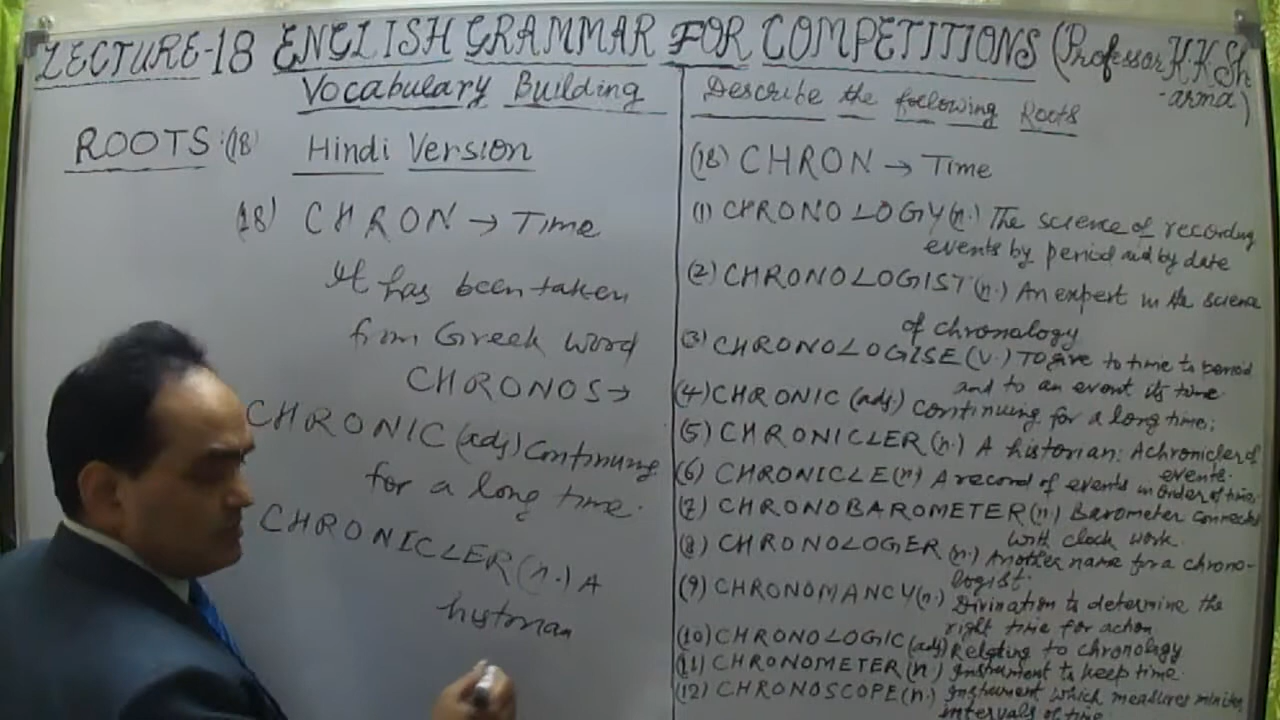 LECTURE-18 ENGLISH GRAMMAR FOR COMPETITIONS (Professor K.K Sh
-arma)
Vocabulary Building
ROOTS:(18) Hindi Version
(18) CHRON → Time
It has been taken
from Greek word
CHRONOS →
CHRONIC (adj) continuing
for a long time.
CHRONICLER (n.) A
historian
Describe the following Roots
(18) CHRON → Time
(1) CHRONOLOGY (n.) The science of recording
events by period and by date
(2) CHRONOLOGIST (n.) An expert in the science
of chronalogy
(3) CHRONOLOGISE (v.) To give to time to period
and to an event its time
(4) CHRONIC (adj) continuing for a long time;
(5) CHRONICLER (n.) A historian: A chronicler of
events.
(6) CHRONICLE (n) A record of events in order of time.
(7) CHRONOBAROMETER (n) Barometer connected
with clock work.
(8) CHRONOLOGER (n.) Another name for a chrono-
logist.
(9) CHRONOMANCY (n.) Divination to determine the
right time for action
(10) CHRONOLOGIC (adj) Relating to chronology
(11) CHRONOMETER (n) Instrument to keep time.
(12) CHRONOSCOPE (n.) Instrument which measures minute
intervals of time